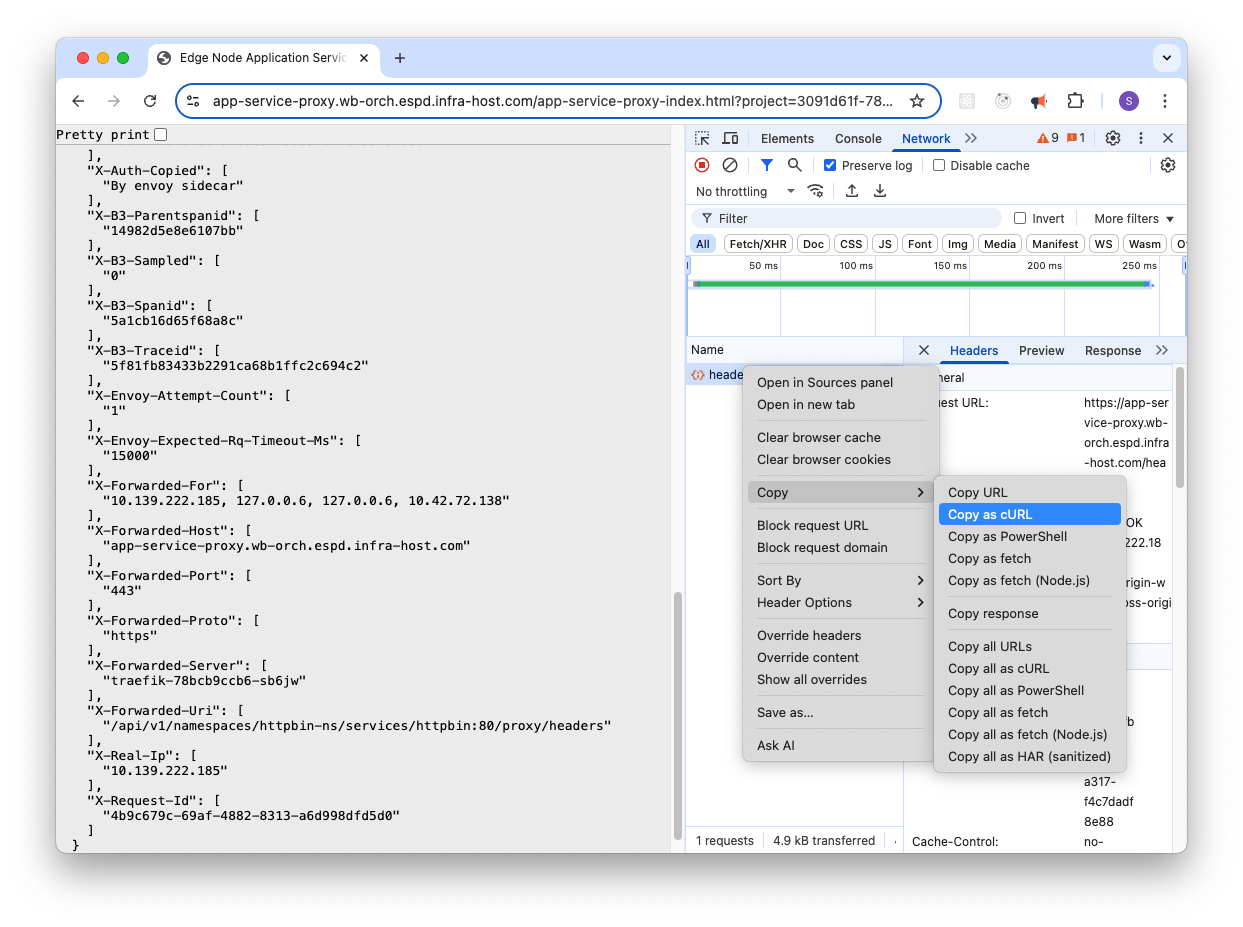 Edge Node Application Servic
app-service-proxy.wb-orch.espd.infra-host.com/app-service-proxy-index.html?project=3091d61f-78...
S
Pretty print
],
"X-Auth-Copied": [
"By envoy sidecar"
],
"X-B3-Parentspanid": [
"14982d5e8e6107bb"
],
"X-B3-Sampled": [
"0"
],
"X-B3-Spanid": [
"5a1cb16d65f68a8c"
],
"X-B3-Traceid": [
"5f81fb83433b2291ca68b1ffc2c694c2"
],
"X-Envoy-Attempt-Count": [
"1"
],
"X-Envoy-Expected-Rq-Timeout-Ms": [
"15000"
],
"X-Forwarded-For": [
"10.139.222.185, 127.0.0.6, 127.0.0.6, 10.42.72.138"
],
"X-Forwarded-Host": [
"app-service-proxy.wb-orch.espd.infra-host.com"
],
"X-Forwarded-Port": [
"443"
],
"X-Forwarded-Proto": [
"https"
],
"X-Forwarded-Server": [
"traefik-78bcb9ccb6-sb6jw"
],
"X-Forwarded-Uri": [
"/api/v1/namespaces/httpbin-ns/services/httpbin:80/proxy/headers"
],
"X-Real-Ip": [
"10.139.222.185"
],
"X-Request-Id": [
"4b9c679c-69af-4882-8313-a6d998dfd5d0"
]
}
Elements Console Network 9 1
Preserve log Disable cache
No throttling
Filter Invert More filters
All Fetch/XHR Doc CSS JS Font Img Media Manifest WS Wasm
50 ms 100 ms 150 ms 200 ms 250 ms
Name
Headers Preview Response
heade
neral
est URL:
https://app-ser
vice-proxy.wb-
orch.espd.infra
-host.com/hea
OK
222.18
rigin-w
oss-origi
fb
a317-
f4c7dadf
8e88
Cache-Control: no-
Open in Sources panel
Open in new tab
Clear browser cache
Clear browser cookies
Copy
Block request URL
Block request domain
Sort By
Header Options
Override headers
Override content
Show all overrides
Save as...
Ask AI
Copy URL
Copy as cURL
Copy as PowerShell
Copy as fetch
Copy as fetch (Node.js)
Copy response
Copy all URLs
Copy all as cURL
Copy all as PowerShell
Copy all as fetch
Copy all as fetch (Node.js)
Copy all as HAR (sanitized)
1 requests 4.9 kB transferred